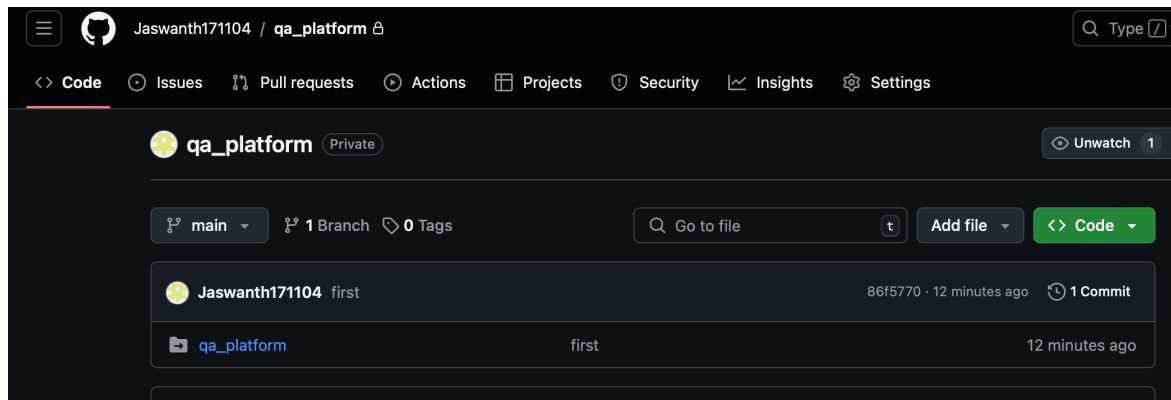 Jaswanth171104 / qa_platform Type /
Code Issues Pull requests Actions Projects Security Insights Settings
qa_platform Private Unwatch 1
main 1 Branch 0 Tags Go to file t Add file <> Code
Jaswanth171104 first 86f5770 · 12 minutes ago 1 Commit
qa_platform first 12 minutes ago